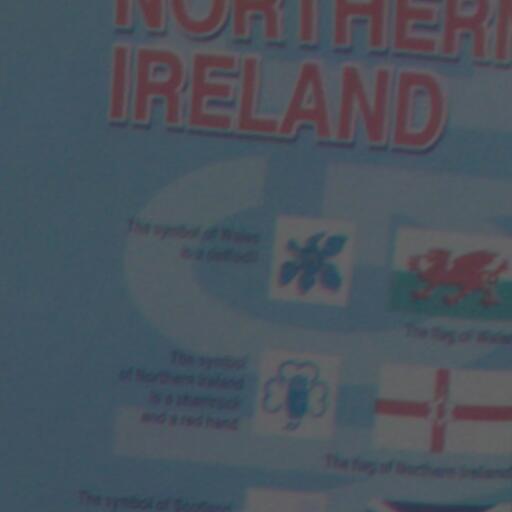 NORTHERN
IRELAND
The symbol of Wales
is a daffodil
The flag of Wales
The symbol
of Northern Ireland
is a shamrock
and a red hand
The flag of Northern Ireland
The symbol of Scotland